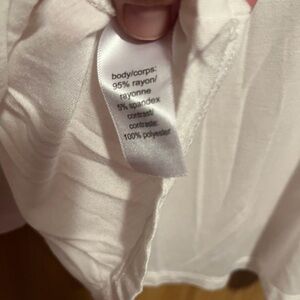 body/corps:
95% rayon/
rayonne
5% spandex
contrast/
contraste:
100% polyester